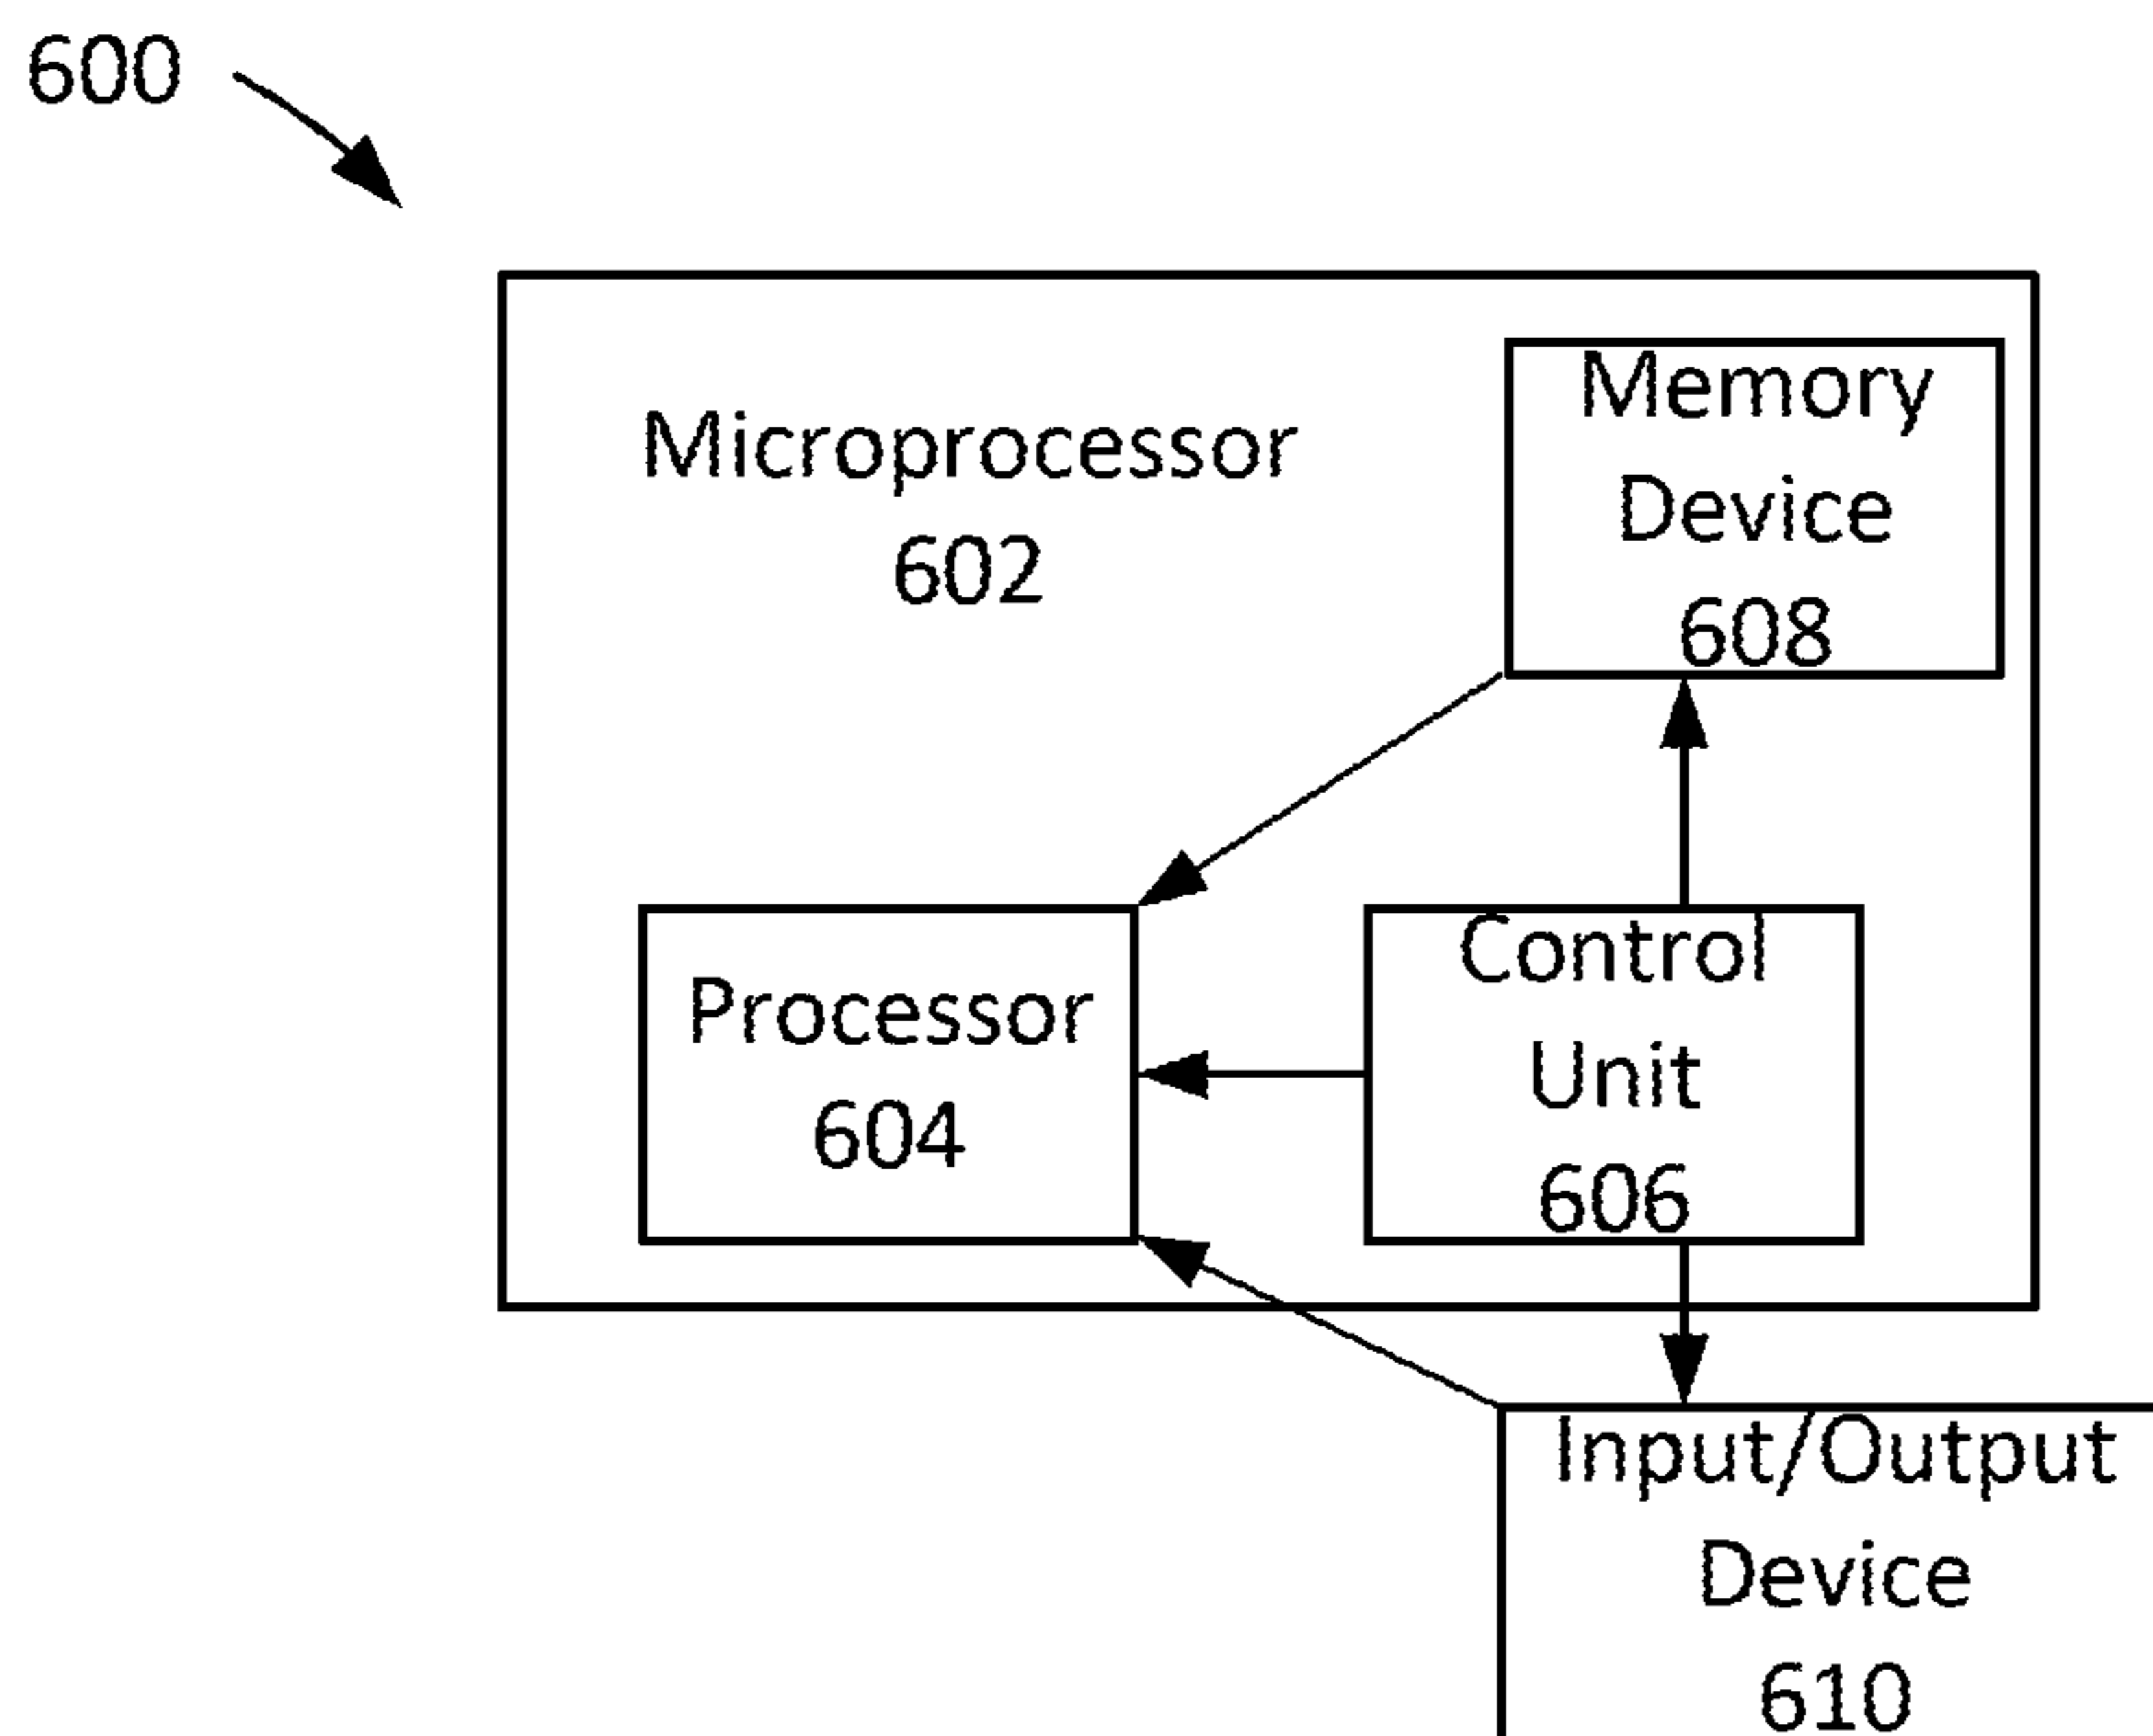 600
Microprocessor
602
Memory
Device
608
Processor
604
Control
Unit
606
Input/Output
Device
610